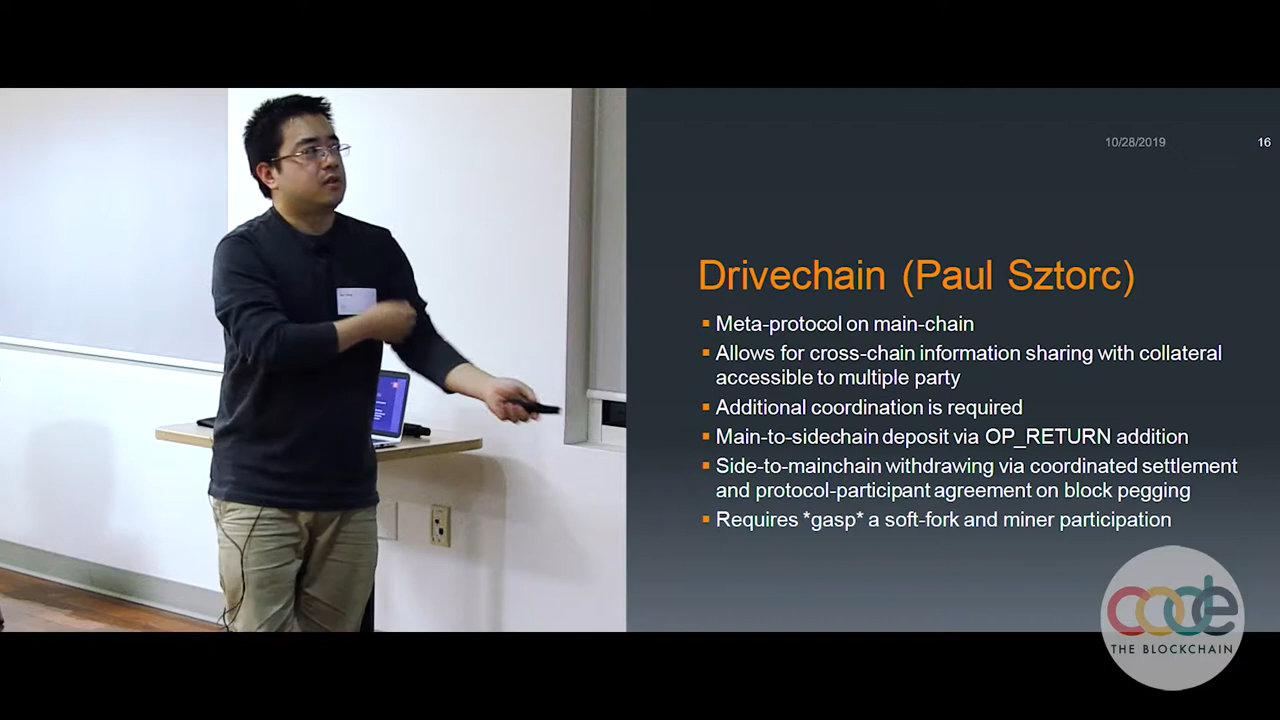 10/28/2019
16
Drivechain (Paul Sztorc)
Meta-protocol on main-chain
Allows for cross-chain information sharing with collateral
accessible to multiple party
Additional coordination is required
Main-to-sidechain deposit via OP_RETURN addition
Side-to-mainchain withdrawing via coordinated settlement
and protocol-participant agreement on block pegging
Requires *gasp* a soft-fork and miner participation
code
THE BLOCKCHAIN